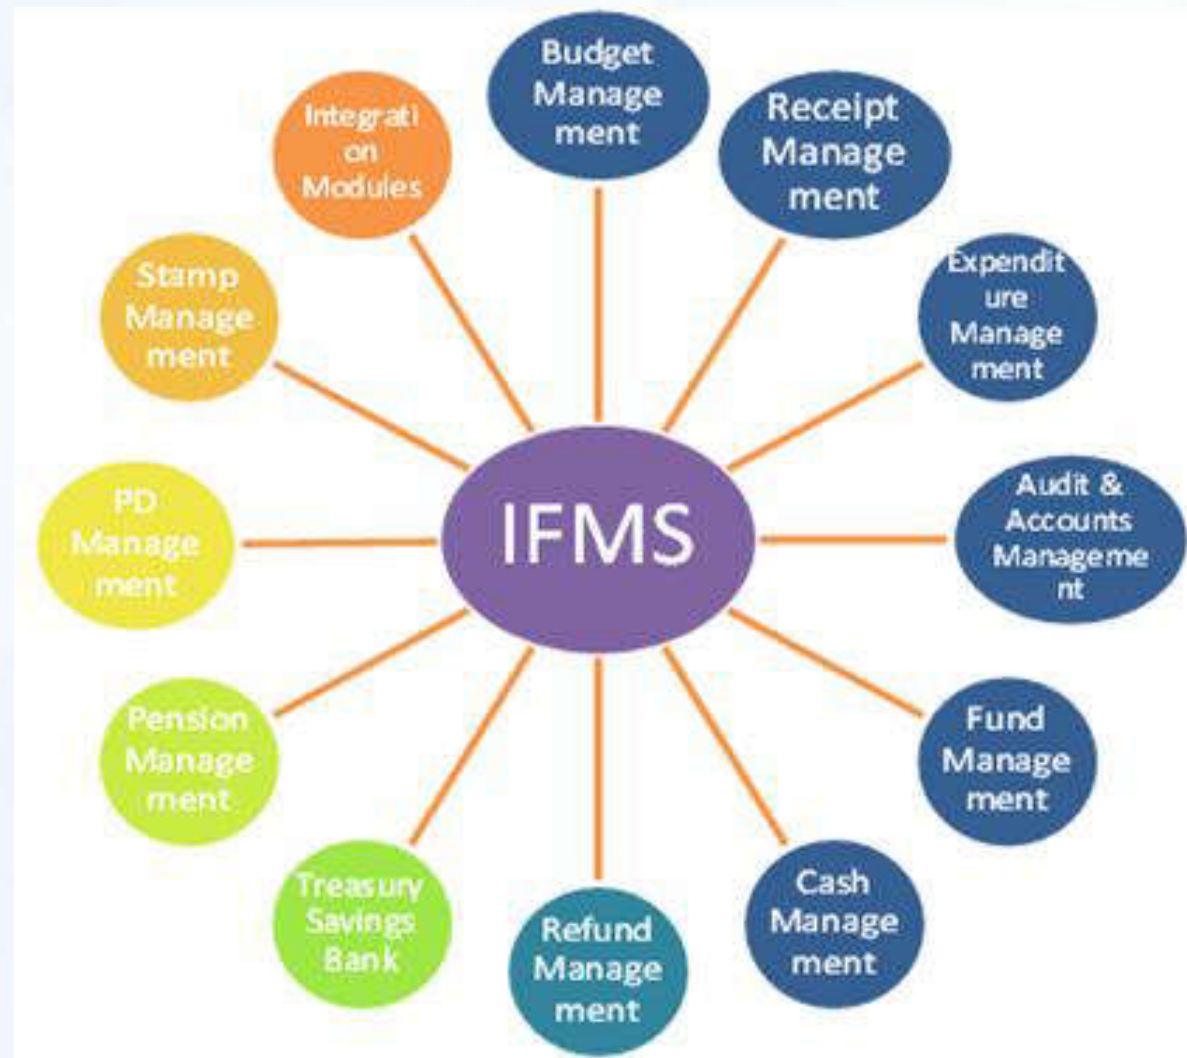 Budget
Manage
ment
Receipt
Manage
ment
Expendit
ure
Manage
ment
Audit &
Accounts
Manageme
nt
Fund
Manage
ment
Cash
Manage
ment
Refund
Manage
ment
Treasury
Savings
Bank
Pension
Manage
ment
PD
Manage
ment
Stamp
Manage
ment
Integrati
on
Modules
IFMS